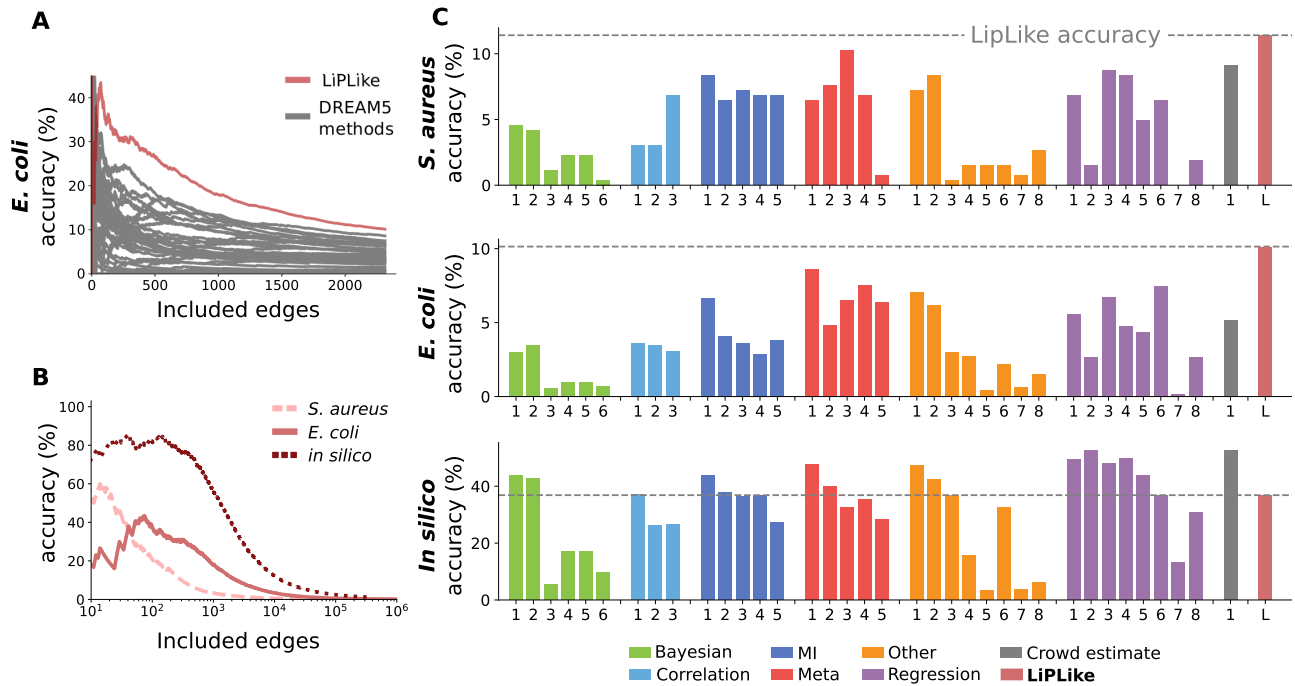 A
E. coli
accuracy (%)
40
30
20
10
0
0 500 1000 1500 2000
Included edges
LiPLike
DREAM5
methods
B
accuracy (%)
100
80
60
40
20
0
10¹ 10² 10³ 10⁴ 10⁵ 10⁶
Included edges
S. aureus
E. coli
in silico
C
S. aureus
accuracy (%)
10
5
0
LipLike accuracy
1 2 3 4 5 6 1 2 3 1 2 3 4 5 1 2 3 4 5 1 2 3 4 5 6 7 8 1 2 3 4 5 6 7 8 1 L
E. coli
accuracy (%)
10
5
0
1 2 3 4 5 6 1 2 3 1 2 3 4 5 1 2 3 4 5 1 2 3 4 5 6 7 8 1 2 3 4 5 6 7 8 1 L
In silico
accuracy (%)
40
20
0
1 2 3 4 5 6 1 2 3 1 2 3 4 5 1 2 3 4 5 1 2 3 4 5 6 7 8 1 2 3 4 5 6 7 8 1 L
Bayesian MI Other Crowd estimate
Correlation Meta Regression LiPLike